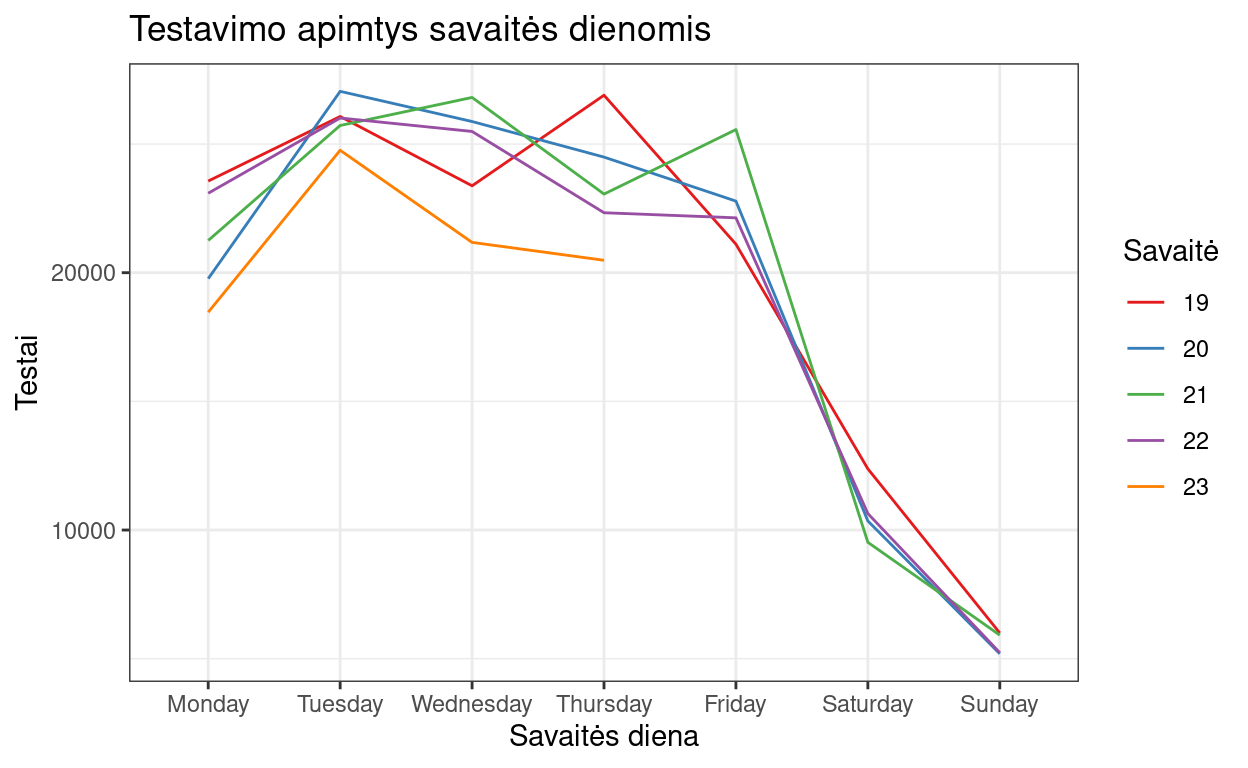 Testavimo apimtys savaitės dienomis
Testai
20000
10000
Monday Tuesday Wednesday Thursday Friday Saturday Sunday
Savaitės diena
Savaitė
19
20
21
22
23